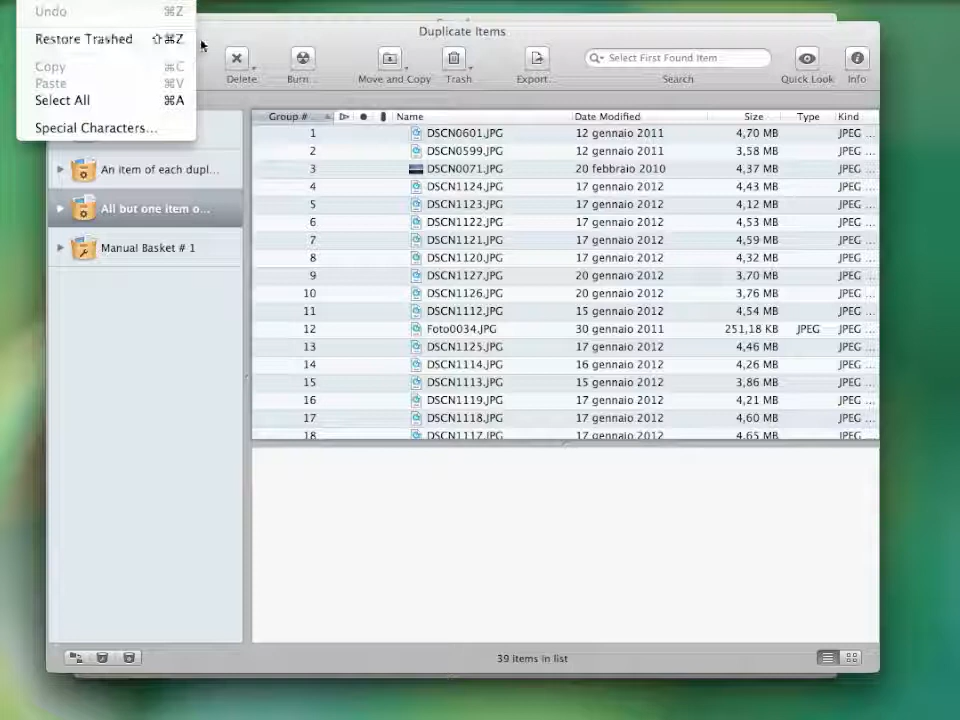 Undo ⌘Z
Restore Trashed ⇧⌘Z
Copy ⌘C
Paste ⌘V
Select All ⌘A
Special Characters...
Duplicate Items
Delete Burn... Move and Copy Trash Export... Select First Found Item Search Quick Look Info
An item of each dupl...
All but one item o...
Manual Basket # 1
Group #... Name Date Modified Size Type Kind
1 DSCN0601.JPG 12 gennaio 2011 4,70 MB JPEG ...
2 DSCN0599.JPG 12 gennaio 2011 3,58 MB JPEG ...
3 DSCN0071.JPG 20 febbraio 2010 4,37 MB JPEG ...
4 DSCN1124.JPG 17 gennaio 2012 4,43 MB JPEG ...
5 DSCN1123.JPG 17 gennaio 2012 4,12 MB JPEG ...
6 DSCN1122.JPG 17 gennaio 2012 4,53 MB JPEG ...
7 DSCN1121.JPG 17 gennaio 2012 4,59 MB JPEG ...
8 DSCN1120.JPG 17 gennaio 2012 4,32 MB JPEG ...
9 DSCN1127.JPG 20 gennaio 2012 3,70 MB JPEG ...
10 DSCN1126.JPG 20 gennaio 2012 3,76 MB JPEG ...
11 DSCN1112.JPG 15 gennaio 2012 4,54 MB JPEG ...
12 Foto0034.JPG 30 gennaio 2011 251,18 KB JPEG JPEG ...
13 DSCN1125.JPG 17 gennaio 2012 4,46 MB JPEG ...
14 DSCN1114.JPG 16 gennaio 2012 4,26 MB JPEG ...
15 DSCN1113.JPG 15 gennaio 2012 3,86 MB JPEG ...
16 DSCN1119.JPG 17 gennaio 2012 4,21 MB JPEG ...
17 DSCN1118.JPG 17 gennaio 2012 4,60 MB JPEG ...
18 DSCN1117.JPG 17 gennaio 2012 4,65 MB JPEG ...
39 items in list